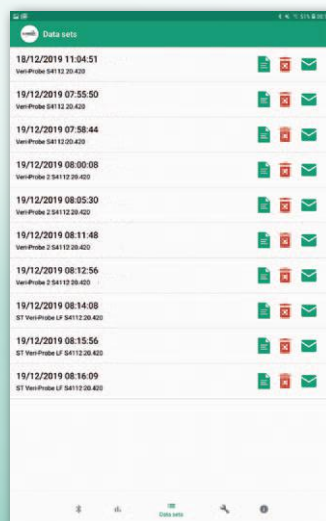 Data sets
18/12/2019 11:04:51
Veri-Probe S4112 20.420
19/12/2019 07:55:50
Veri-Probe S4112 20.420
19/12/2019 07:58:44
Veri-Probe S4112 20.420
19/12/2019 08:00:08
Veri-Probe 2 S4112 20.420
19/12/2019 08:05:30
Veri-Probe 2 S4112 20.420
19/12/2019 08:11:48
Veri-Probe 2 S4112 20.420
19/12/2019 08:12:56
Veri-Probe 2 S4112 20.420
19/12/2019 08:14:08
ST Veri-Probe LF S4112 20.420
19/12/2019 08:15:56
ST Veri-Probe LF S4112 20.420
19/12/2019 08:16:09
ST Veri-Probe LF S4112 20.420
Data sets